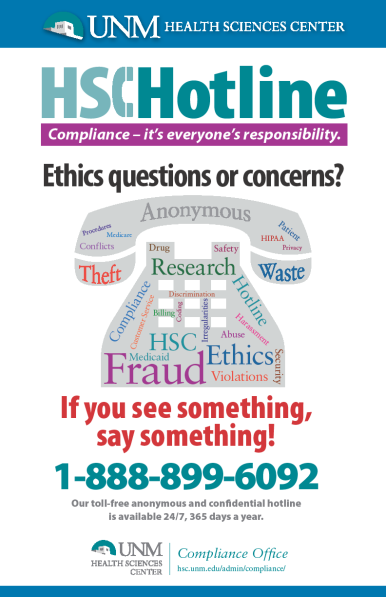 UNM HEALTH SCIENCES CENTER
HSC Hotline
Compliance – it's everyone's responsibility.
Ethics questions or concerns?
Anonymous
Procedures
Medicare
Conflicts
Patient
HIPAA
Privacy
Theft
Drug
Safety
Waste
Research
Compliance
Customer Service
Discrimination
Billing
Coding
Irregularities
Hotline
Harassment
HSC
Abuse
Medicaid
Ethics
Security
Fraud
Violations
If you see something,
say something!
1-888-899-6092
Our toll-free anonymous and confidential hotline
is available 24/7, 365 days a year.
UNM
HEALTH SCIENCES
CENTER
Compliance Office
hsc.unm.edu/admin/compliance/